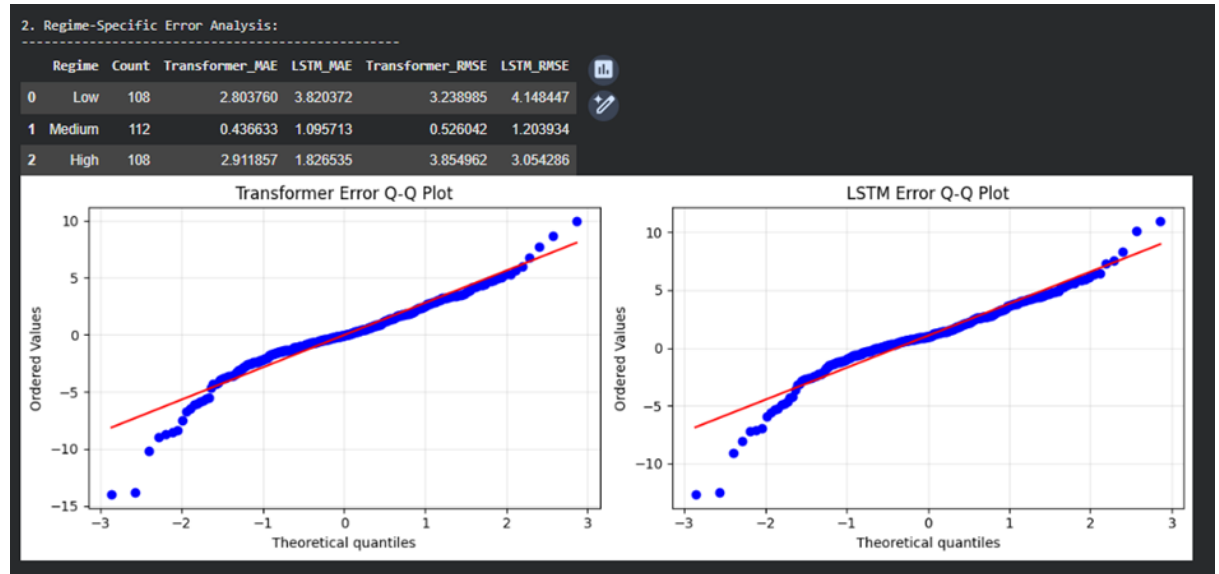 2. Regime-Specific Error Analysis:
--------------------------------------------------
Regime Count Transformer_MAE LSTM_MAE Transformer_RMSE LSTM_RMSE
0 Low 108 2.803760 3.820372 3.238985 4.148447
1 Medium 112 0.436633 1.095713 0.526042 1.203934
2 High 108 2.911857 1.826535 3.854962 3.054286
Transformer Error Q-Q Plot
10
5
0
−5
−10
−15
Ordered Values
−3 −2 −1 0 1 2 3
Theoretical quantiles
LSTM Error Q-Q Plot
10
5
0
−5
−10
Ordered Values
−3 −2 −1 0 1 2 3
Theoretical quantiles